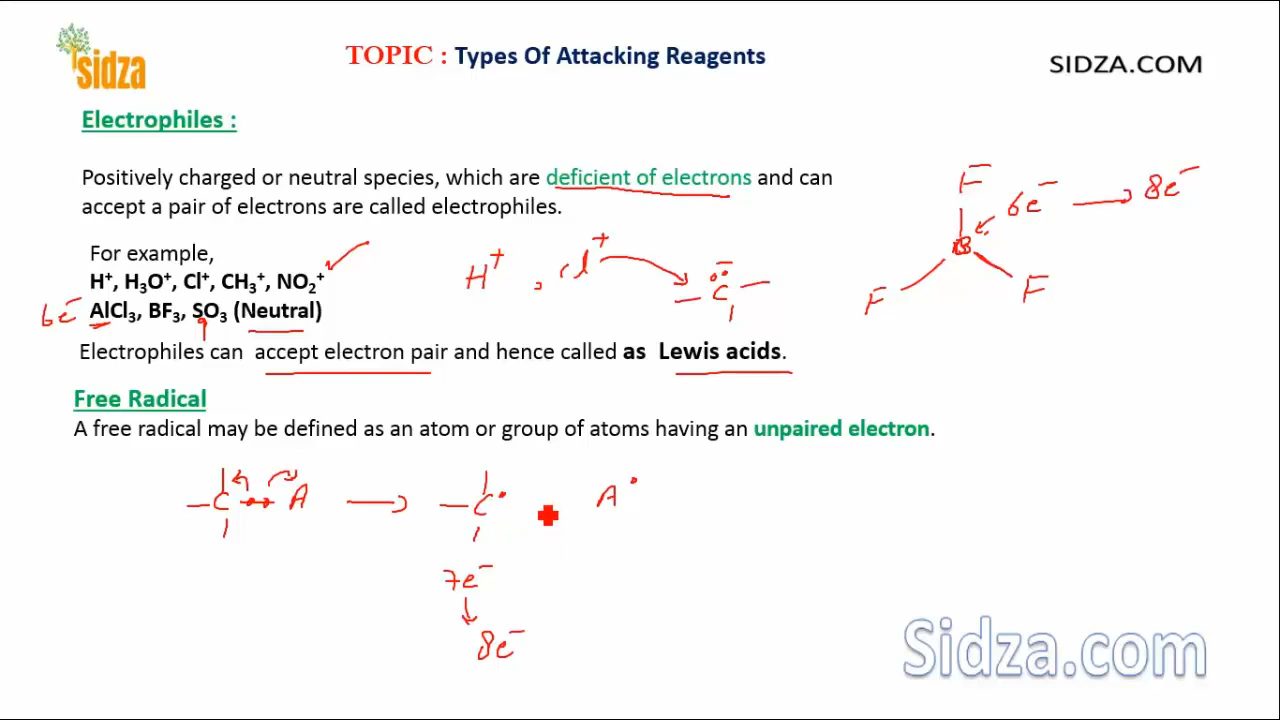 sidza
TOPIC : Types Of Attacking Reagents
SIDZA.COM
Electrophiles :
Positively charged or neutral species, which are deficient of electrons and can
accept a pair of electrons are called electrophiles.
For example,
H⁺, H₃O⁺, Cl⁺, CH₃⁺, NO₂⁺
6e⁻ AlCl₃, BF₃, SO₃ (Neutral)
H⁺ , cl⁺
C̄
F
B
F
F
6e⁻ → 8e⁻
Electrophiles can accept electron pair and hence called as Lewis acids.
Free Radical
A free radical may be defined as an atom or group of atoms having an unpaired electron.
C A → C• + A•
7e⁻
8e⁻
Sidza.com